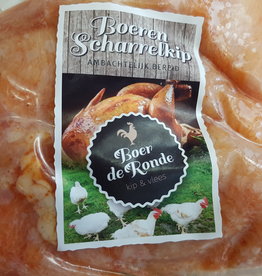 Boeren
Scharrelkip
AMBACHTELIJK BEREID
Boer
de Ronde
kip & vlees